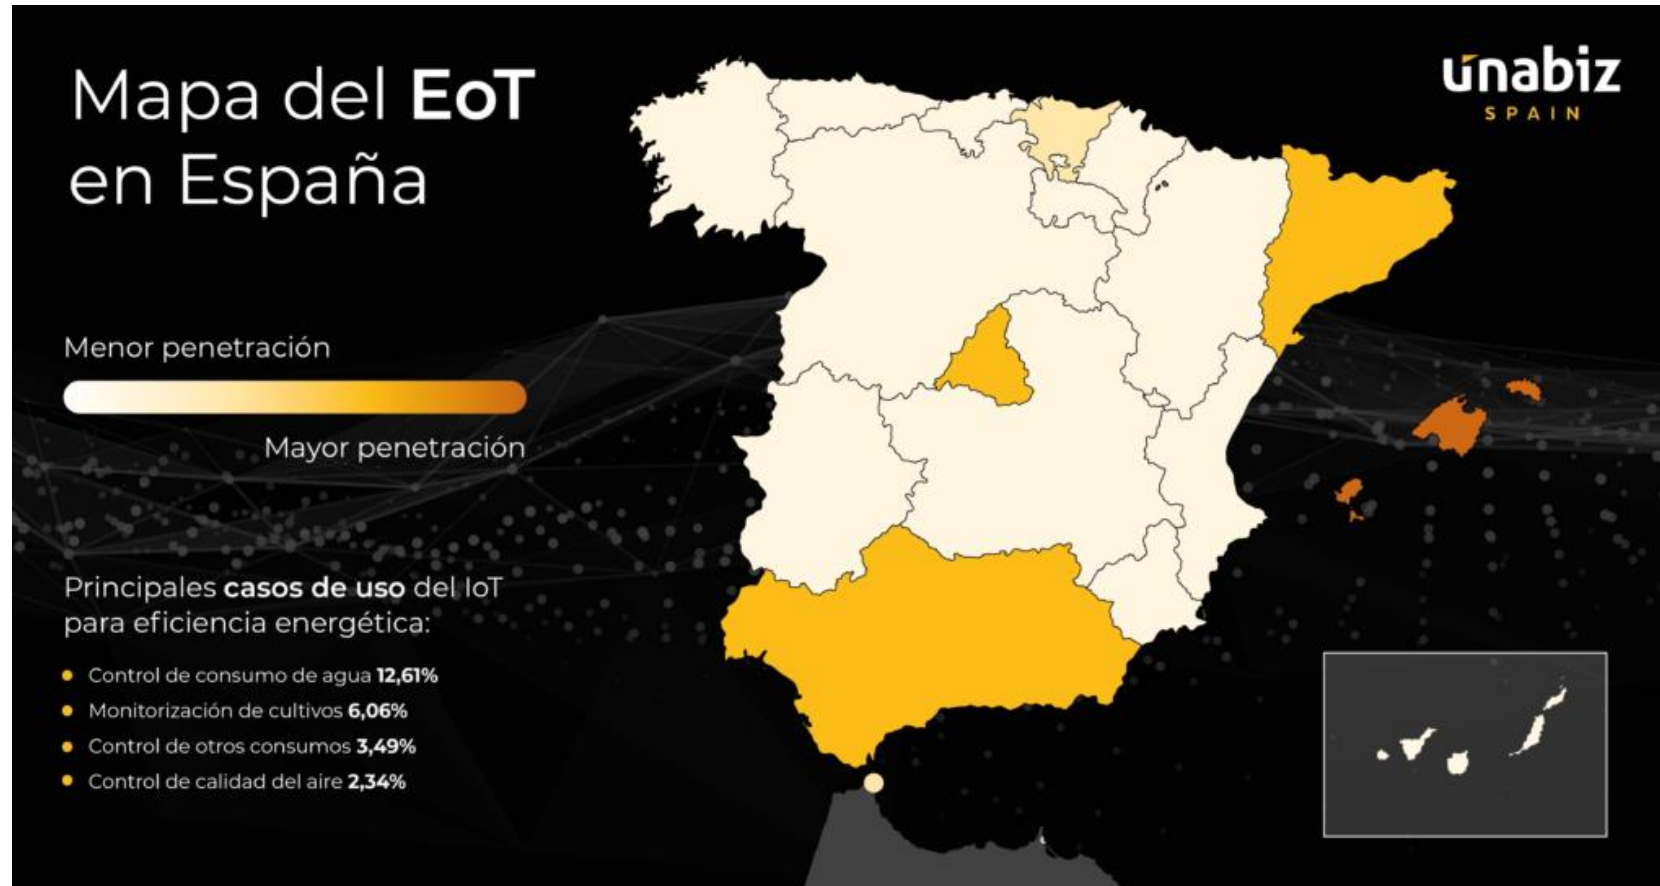 Mapa del EoT
en España
unabiz
SPAIN
Menor penetración
Mayor penetración
Principales casos de uso del IoT
para eficiencia energética:
Control de consumo de agua 12,61%
Monitorización de cultivos 6,06%
Control de otros consumos 3,49%
Control de calidad del aire 2,34%